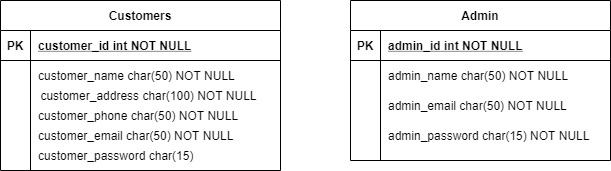 Customers
PK customer_id int NOT NULL
customer_name char(50) NOT NULL
customer_address char(100) NOT NULL
customer_phone char(50) NOT NULL
customer_email char(50) NOT NULL
customer_password char(15)
Admin
PK admin_id int NOT NULL
admin_name char(50) NOT NULL
admin_email char(50) NOT NULL
admin_password char(15) NOT NULL